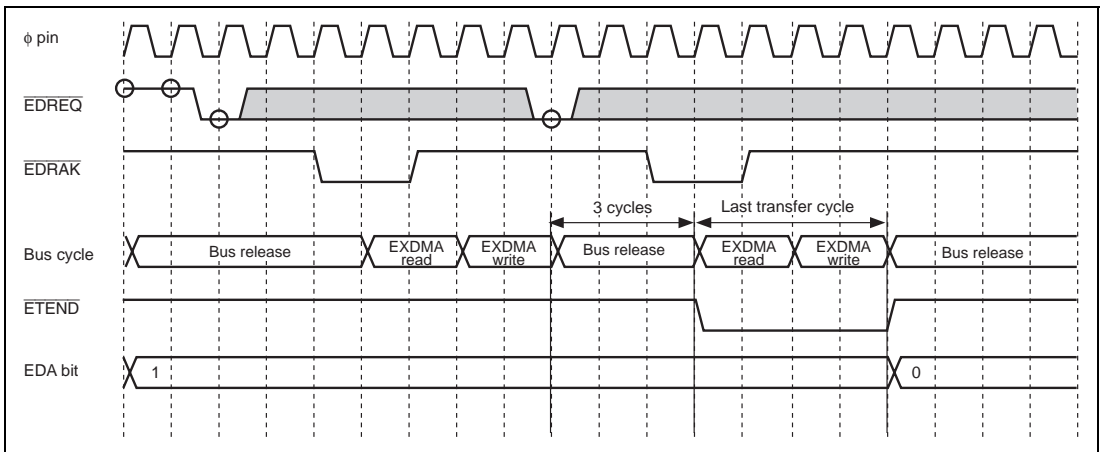 φ pin
EDREQ
EDRAK
3 cycles
Last transfer cycle
Bus cycle
Bus release
EXDMA
read
EXDMA
write
Bus release
EXDMA
read
EXDMA
write
Bus release
ETEND
EDA bit
1
0